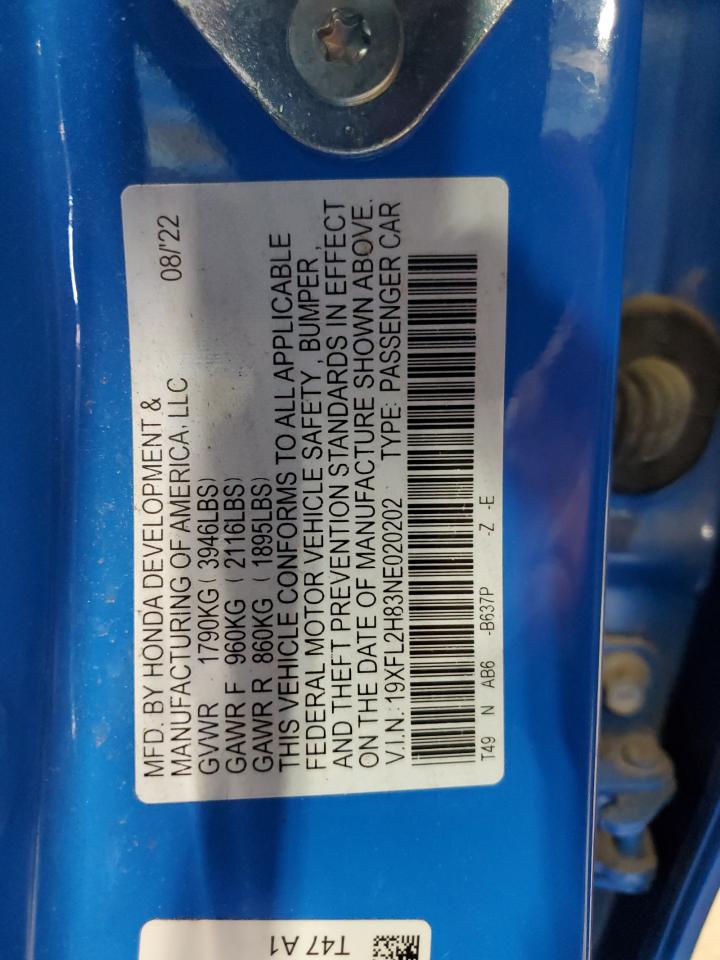 MFD. BY HONDA DEVELOPMENT & 08/'22
MANUFACTURING OF AMERICA, LLC
GVWR 1790KG ( 3946LBS)
GAWR F 960KG ( 2116LBS)
GAWR R 860KG ( 1895LBS)
THIS VEHICLE CONFORMS TO ALL APPLICABLE
FEDERAL MOTOR VEHICLE SAFETY , BUMPER ,
AND THEFT PREVENTION STANDARDS IN EFFECT
ON THE DATE OF MANUFACTURE SHOWN ABOVE.
V.I.N.: 19XFL2H83NE020202 TYPE: PASSENGER CAR
T49 N AB6 -B637P -Z -E
T47 A1